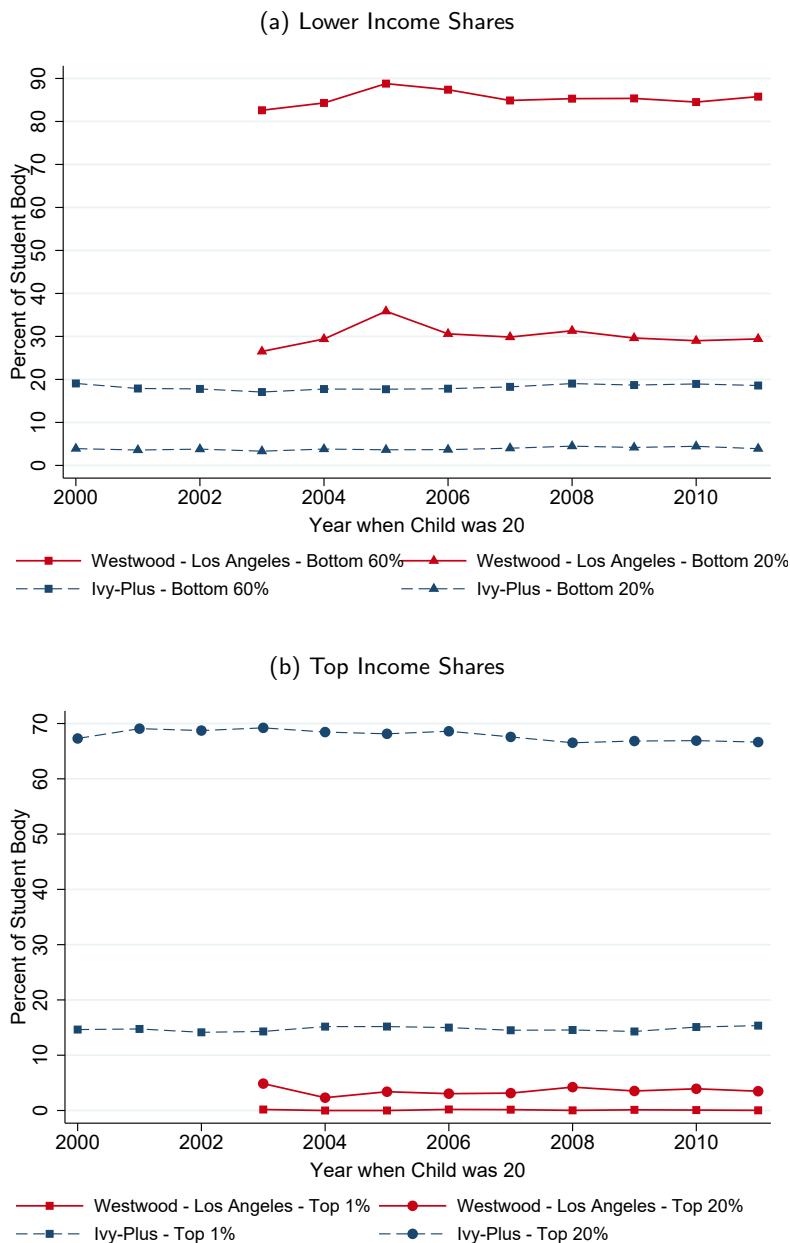 (a) Lower Income Shares
Percent of Student Body
90
80
70
60
50
40
30
20
10
0
2000 2002 2004 2006 2008 2010
Year when Child was 20
Westwood - Los Angeles - Bottom 60% Westwood - Los Angeles - Bottom 20%
Ivy-Plus - Bottom 60% Ivy-Plus - Bottom 20%
(b) Top Income Shares
Percent of Student Body
70
60
50
40
30
20
10
0
2000 2002 2004 2006 2008 2010
Year when Child was 20
Westwood - Los Angeles - Top 1% Westwood - Los Angeles - Top 20%
Ivy-Plus - Top 1% Ivy-Plus - Top 20%